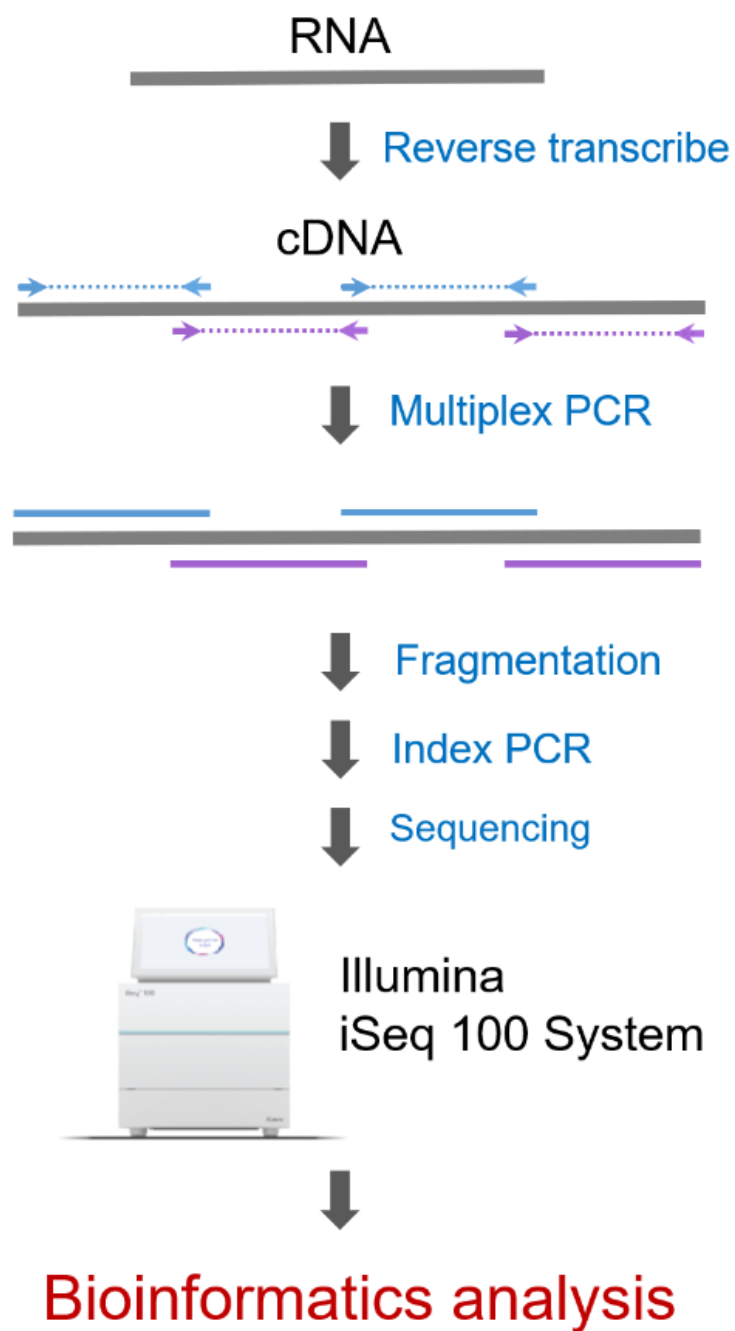 RNA
Reverse transcribe
cDNA
Multiplex PCR
Fragmentation
Index PCR
Sequencing
Illumina
iSeq 100 System
Bioinformatics analysis